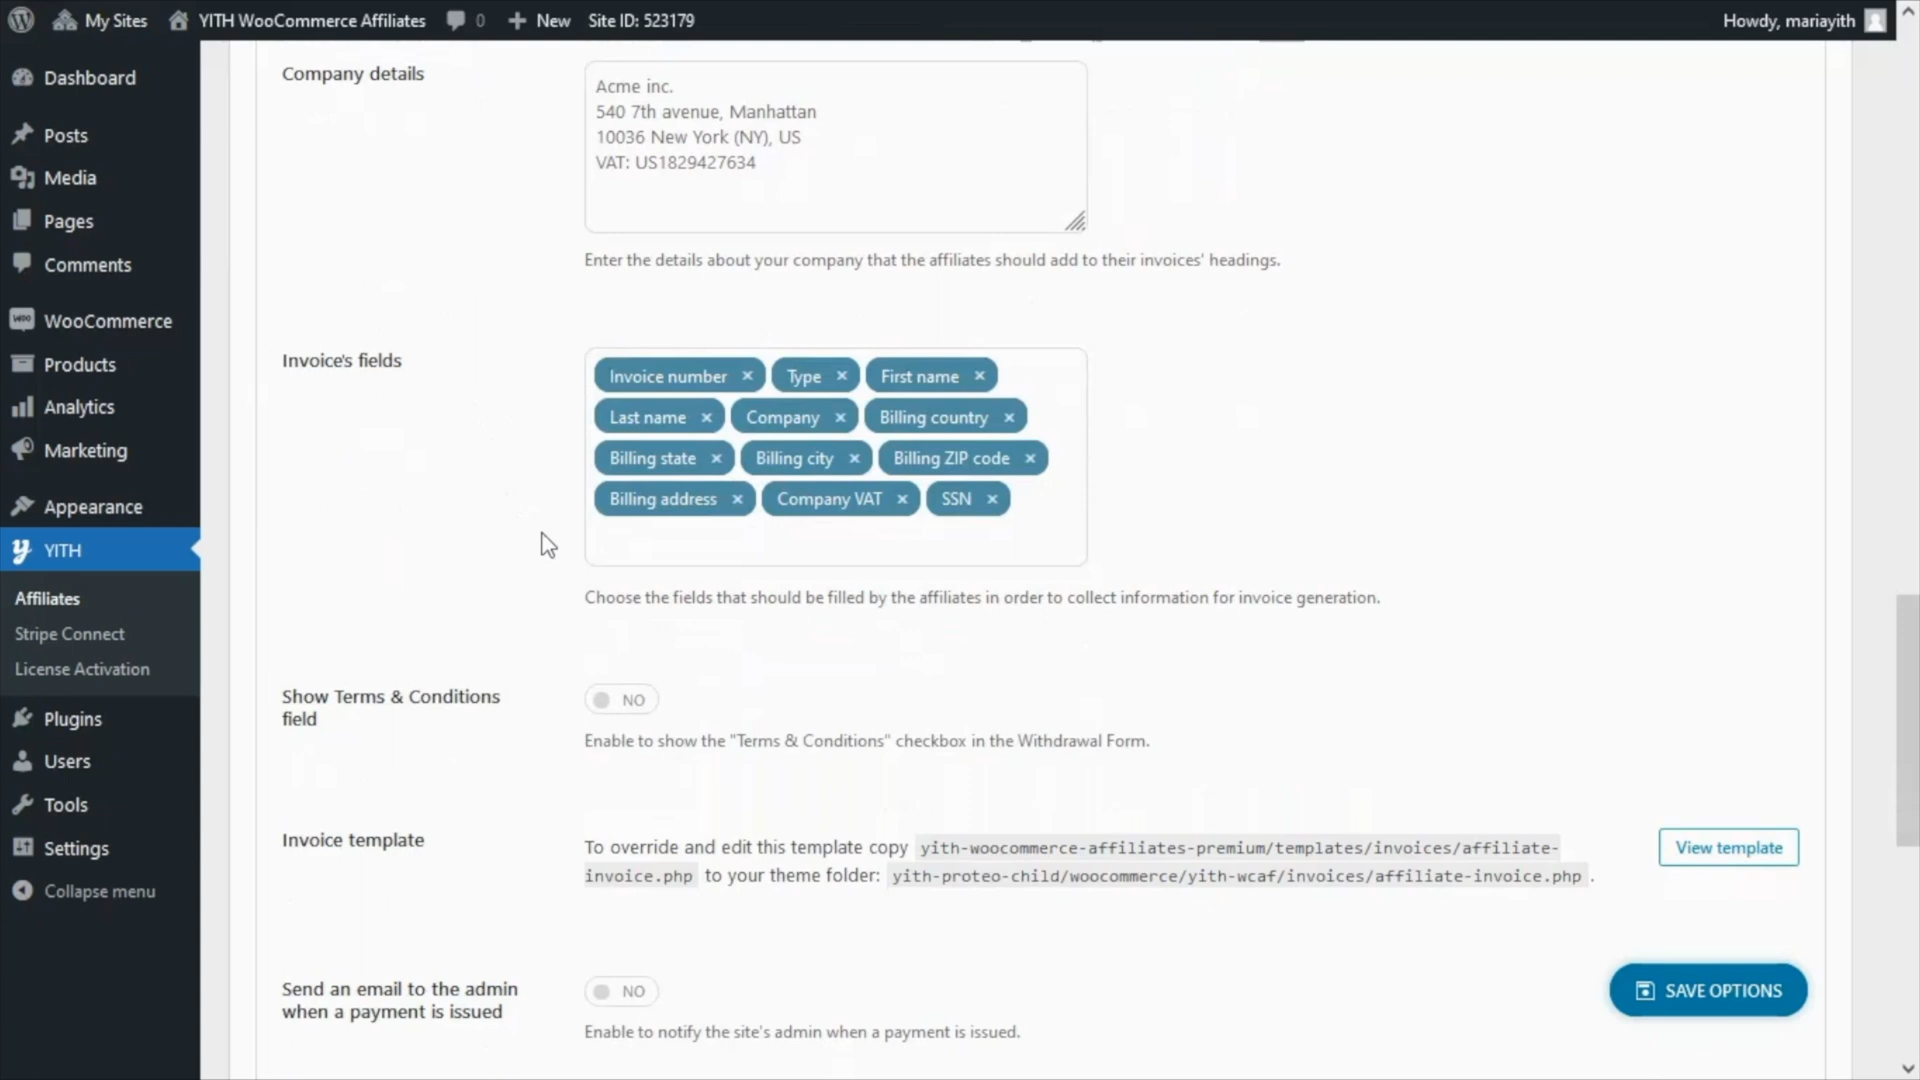 My Sites YITH WooCommerce Affiliates 0 New Site ID: 523179 Howdy, mariayith
Dashboard
Posts
Media
Pages
Comments
WooCommerce
Products
Analytics
Marketing
Appearance
YITH
Affiliates
Stripe Connect
License Activation
Plugins
Users
Tools
Settings
Collapse menu
Company details
Acme inc.
540 7th avenue, Manhattan
10036 New York (NY), US
VAT: US1829427634
Enter the details about your company that the affiliates should add to their invoices' headings.
Invoice's fields
Invoice number × Type × First name ×
Last name × Company × Billing country ×
Billing state × Billing city × Billing ZIP code ×
Billing address × Company VAT × SSN ×
Choose the fields that should be filled by the affiliates in order to collect information for invoice generation.
Show Terms & Conditions
field
NO
Enable to show the "Terms & Conditions" checkbox in the Withdrawal Form.
Invoice template
To override and edit this template copy yith-woocommerce-affiliates-premium/templates/invoices/affiliate-
invoice.php to your theme folder: yith-proteo-child/woocommerce/yith-wcaf/invoices/affiliate-invoice.php .
View template
Send an email to the admin
when a payment is issued
NO
Enable to notify the site's admin when a payment is issued.
SAVE OPTIONS